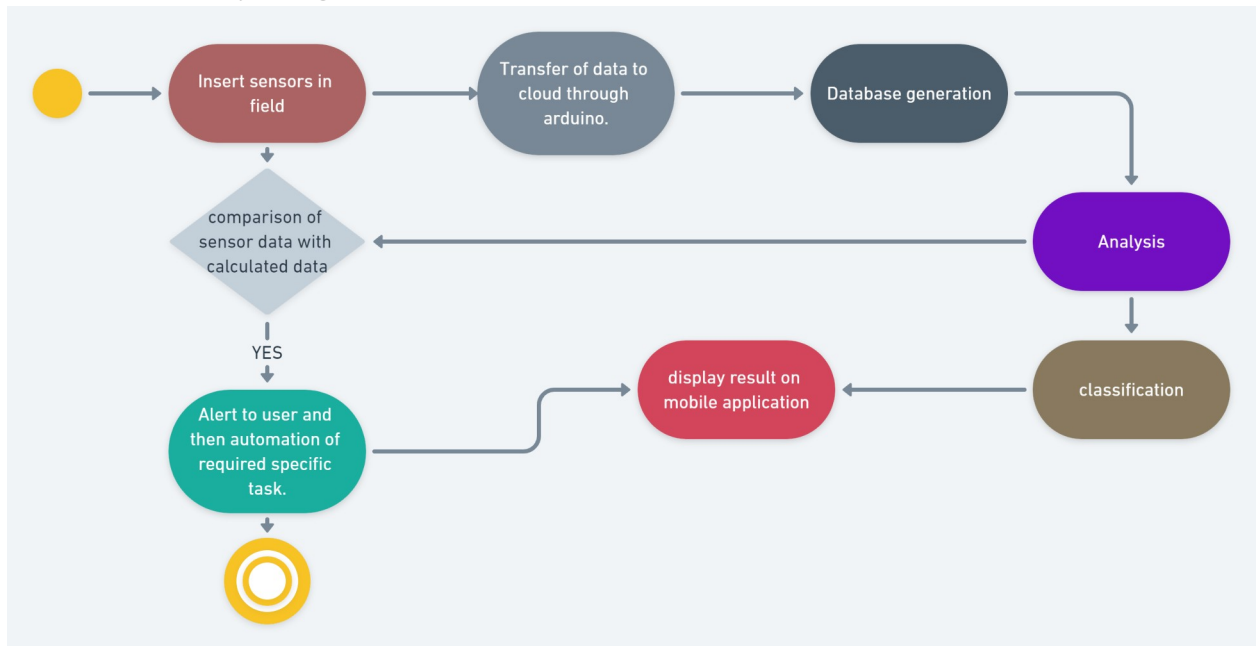 Insert sensors in
field
Transfer of data to
cloud through
arduino.
Database generation
comparison of
sensor data with
calculated data
Analysis
YES
display result on
mobile application
classification
Alert to user and
then automation of
required specific
task.